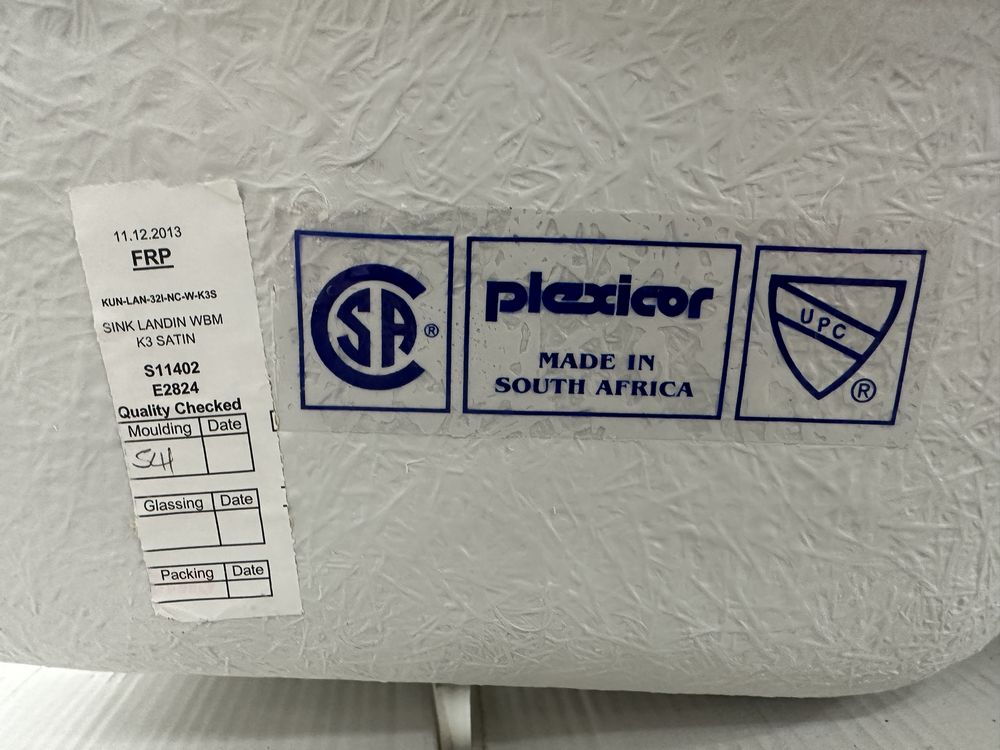 11.12.2013
FRP
KUN-LAN-32I-NC-W-K3S
SINK LANDIN WBM
K3 SATIN
S11402
E2824
Quality Checked
Moulding Date
Glassing Date
Packing Date
CSA ®
plexicor
MADE IN
SOUTH AFRICA
UPC
®